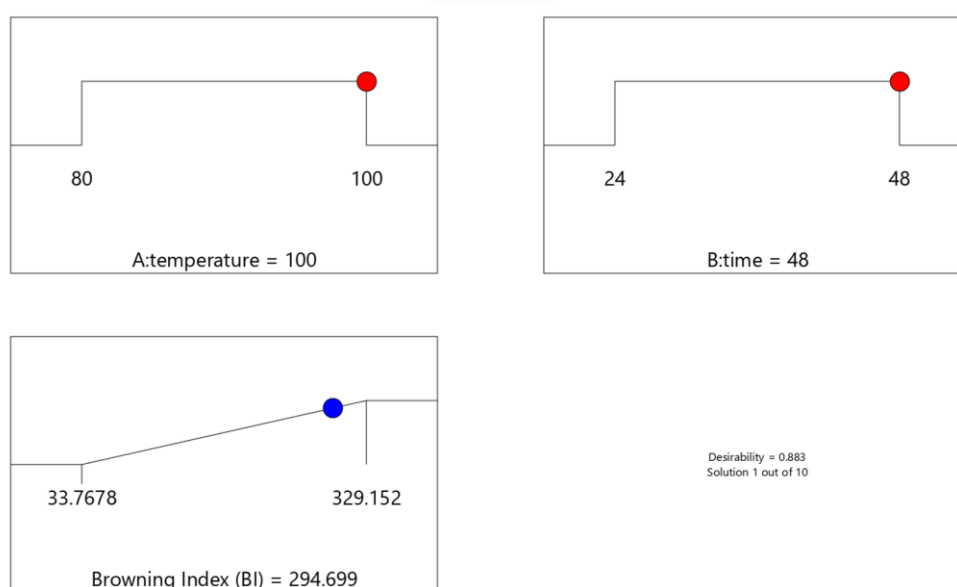 80 100
A:temperature = 100
24 48
B:time = 48
33.7678 329.152
Browning Index (BI) = 294.699
Desirability = 0.883
Solution 1 out of 10